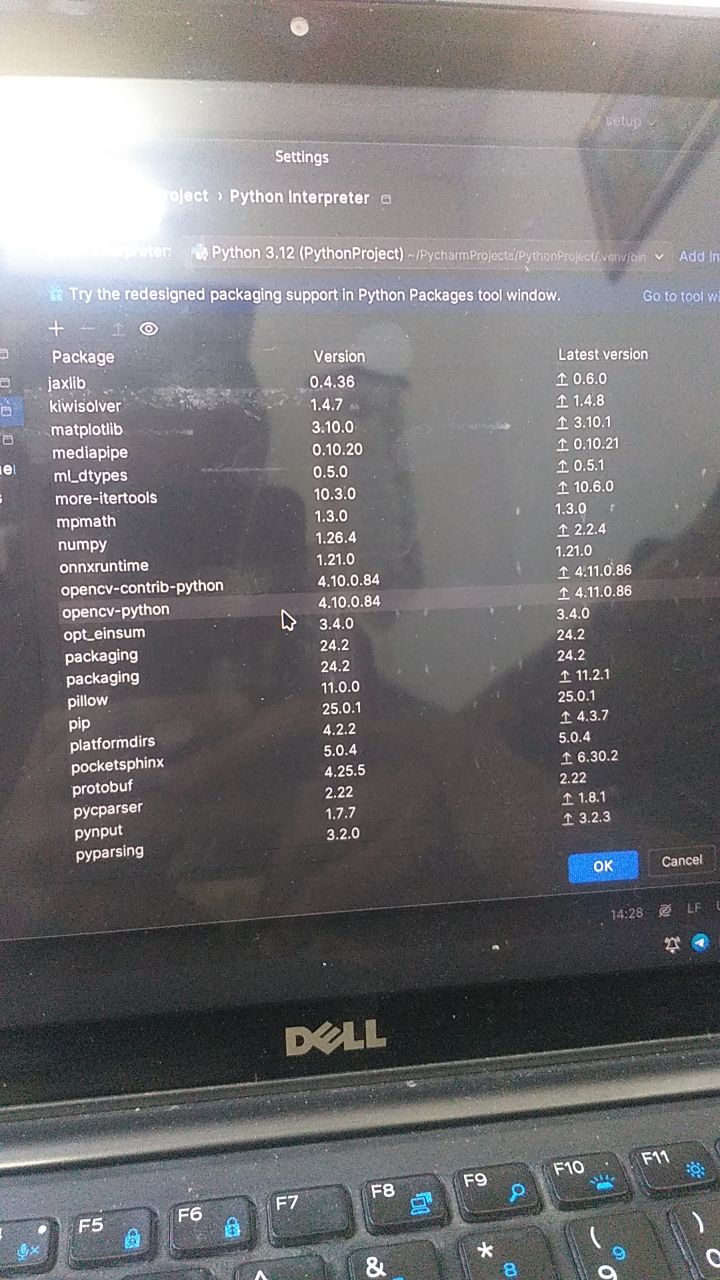 setup
Settings
oject › Python Interpreter
Python 3.12 (PythonProject) ~/PycharmProjects/PythonProject/.venv/bin
Add In
Try the redesigned packaging support in Python Packages tool window.
Go to tool wi
Package Version Latest version
jaxlib 0.4.36 0.6.0
kiwisolver 1.4.7 1.4.8
matplotlib 3.10.0 3.10.1
mediapipe 0.10.20 0.10.21
ml_dtypes 0.5.0 0.5.1
more-itertools 10.3.0 10.6.0
mpmath 1.3.0 1.3.0
numpy 1.26.4 2.2.4
onnxruntime 1.21.0 1.21.0
opencv-contrib-python 4.10.0.84 4.11.0.86
opencv-python 4.10.0.84 4.11.0.86
opt_einsum 3.4.0 3.4.0
packaging 24.2 24.2
packaging 24.2 24.2
pillow 11.0.0 11.2.1
pip 25.0.1 25.0.1
platformdirs 4.2.2 4.3.7
pocketsphinx 5.0.4 5.0.4
protobuf 4.25.5 6.30.2
pycparser 2.22 2.22
pynput 1.7.7 1.8.1
pyparsing 3.2.0 3.2.3
OK Cancel
14:28 LF
DELL
F5 F6 F7 F8 F9 F10 F11
& * 8 ( 9 )